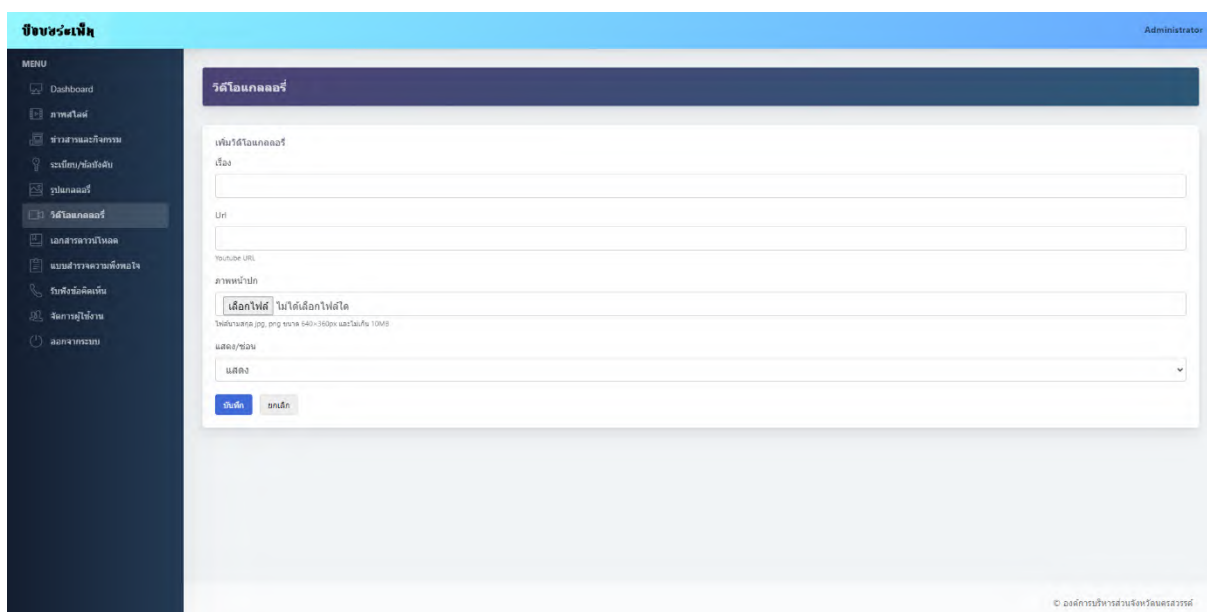 บึงบอระเพ็ด
Administrator
MENU
Dashboard
ภาพสไลด์
ข่าวสารและกิจกรรม
ระเบียบ/ข้อบังคับ
รูปแกลลอรี่
วิดีโอแกลลอรี่
เอกสารดาวน์โหลด
แบบสำรวจความพึงพอใจ
รับฟังข้อคิดเห็น
จัดการผู้ใช้งาน
ออกจากระบบ
วิดีโอแกลลอรี่
เพิ่มวิดีโอแกลลอรี่
เรื่อง
Url
Youtube URL
ภาพหน้าปก
เลือกไฟล์ ไม่ได้เลือกไฟล์ใด
ไฟล์นามสกุล jpg, png ขนาด 640×360px และไม่เกิน 10MB
แสดง/ซ่อน
แสดง
บันทึก ยกเลิก
© องค์การบริหารส่วนจังหวัดนครสวรรค์